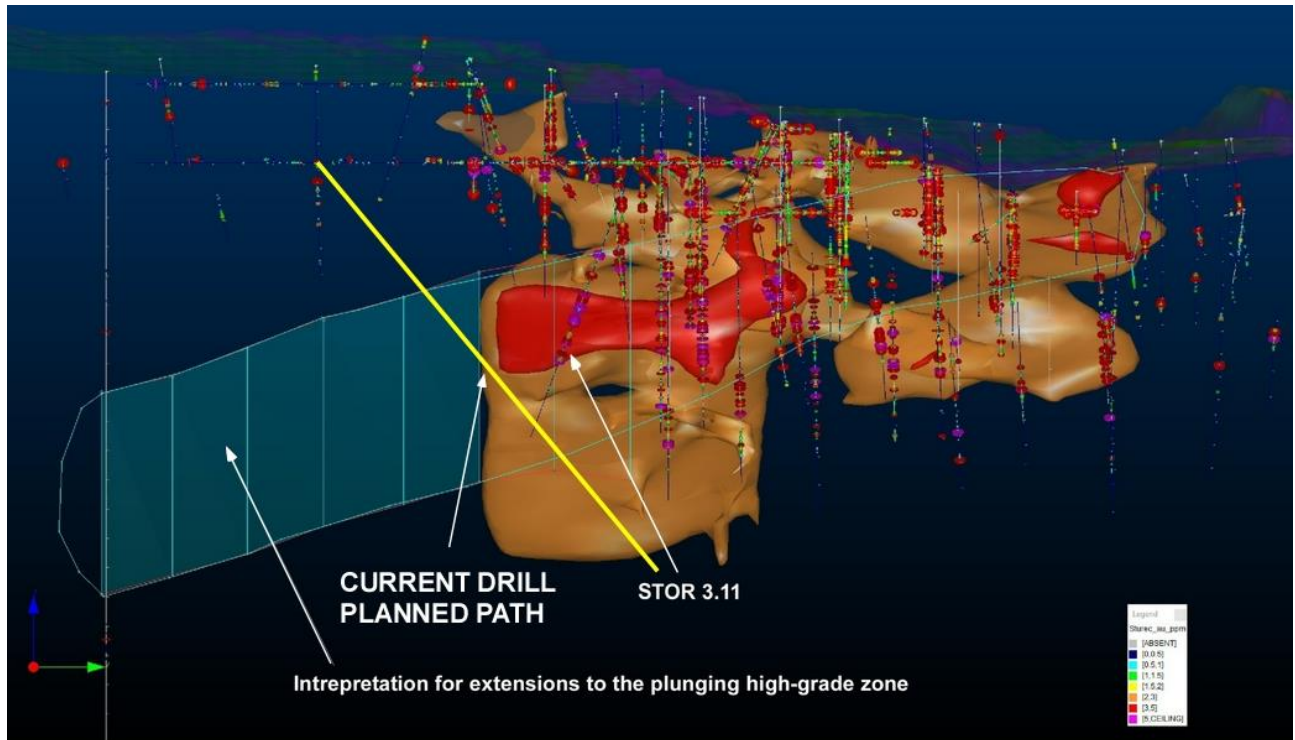 CURRENT DRILL
PLANNED PATH
STOR 3.11
Intrepretation for extensions to the plunging high-grade zone
Legend
Sturec_au_ppm
[ABSENT]
[0,0.5]
[0.5,1]
[1,1.5]
[1.5,2]
[2,3]
[3,5]
[5,CEILING]